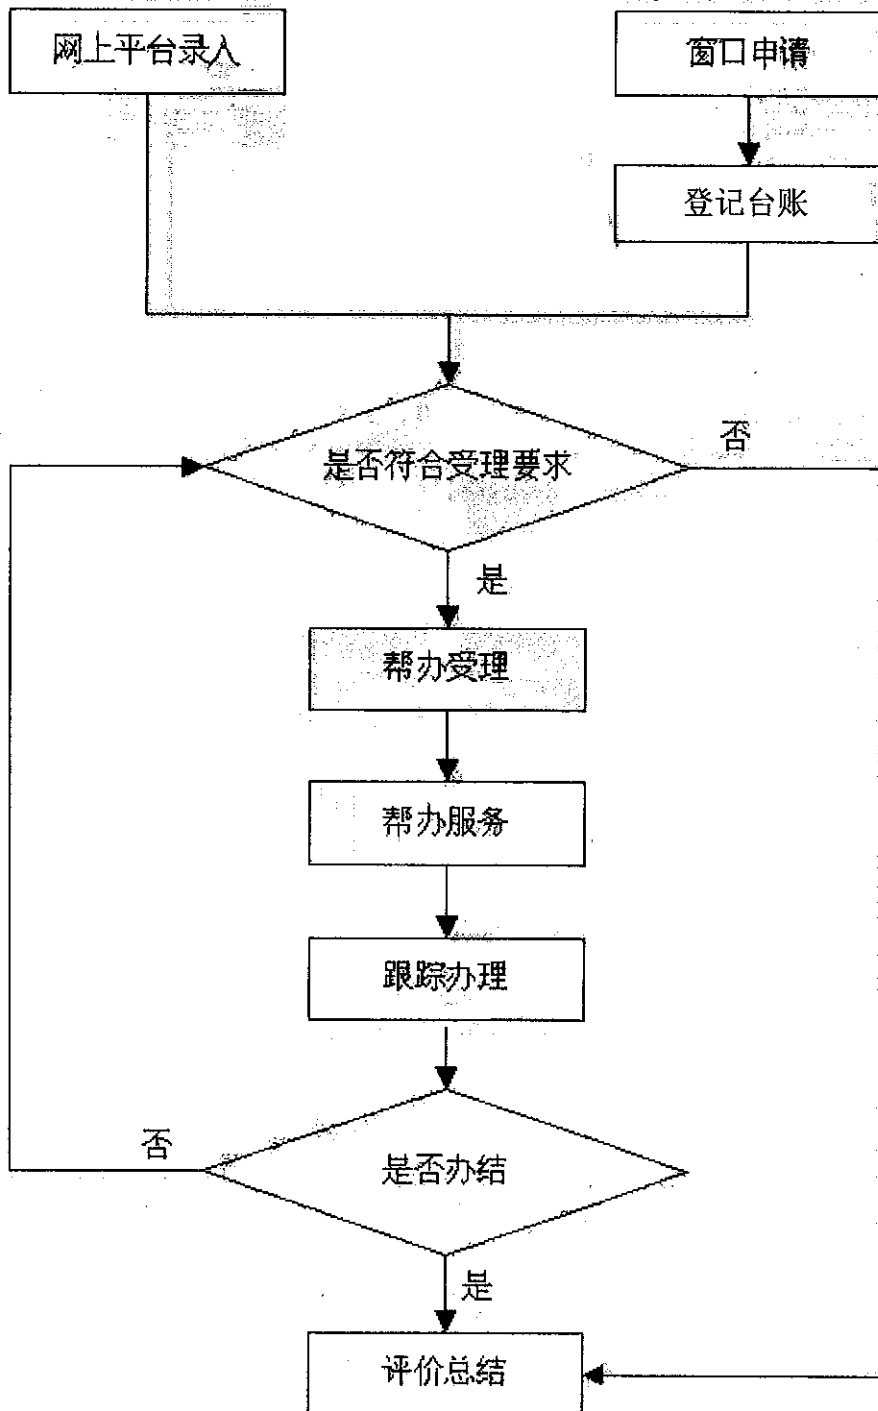 网上平台录入
窗口申请
登记台账
是否符合受理要求
否
是
帮办受理
帮办服务
跟踪办理
否
是否办结
是
评价总结